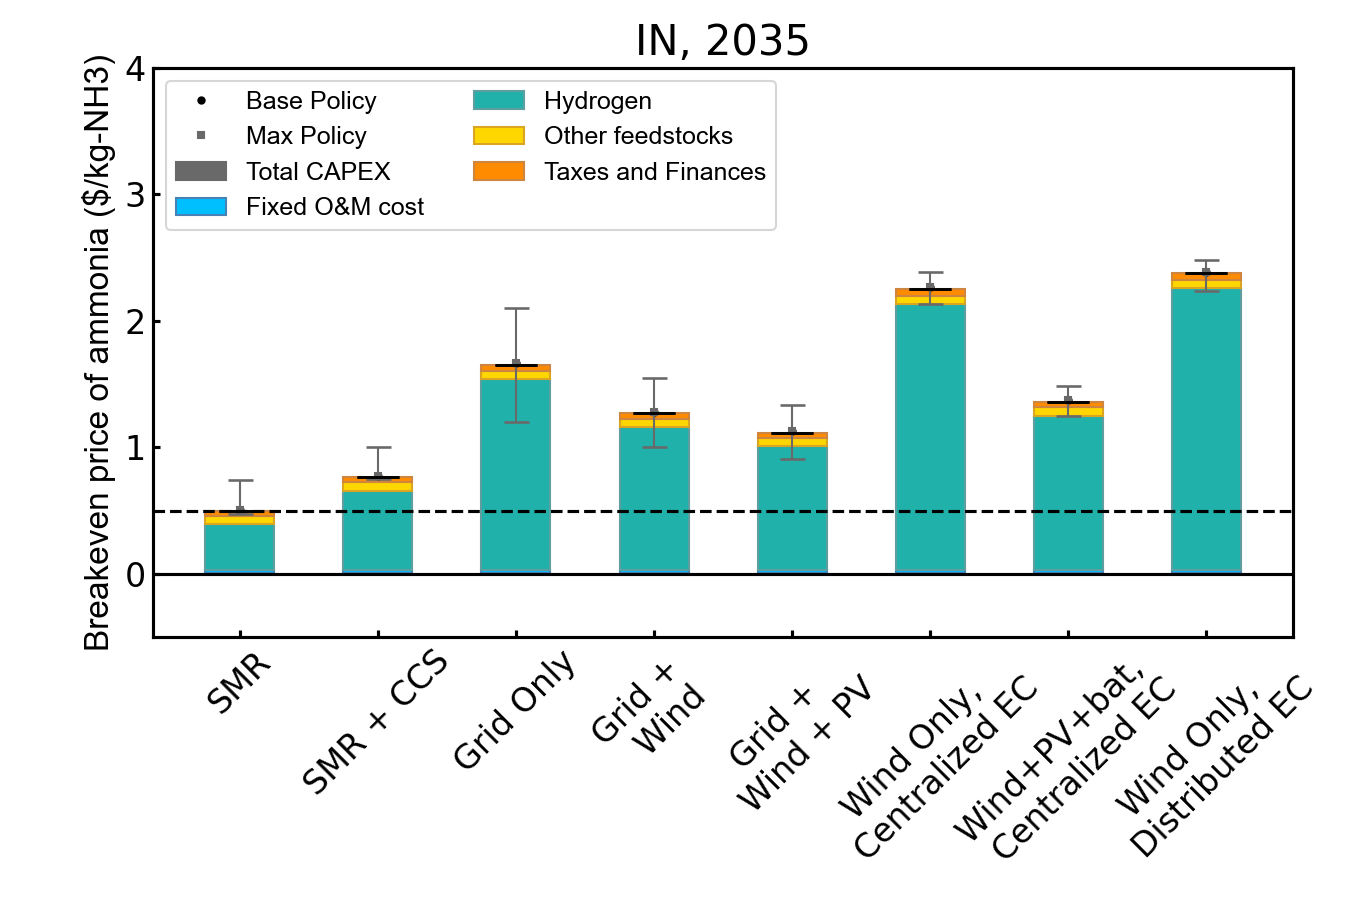 IN, 2035
Breakeven price of ammonia ($/kg-NH3)
4
3
2
1
0
Base Policy
Max Policy
Total CAPEX
Fixed O&M cost
Hydrogen
Other feedstocks
Taxes and Finances
SMR
SMR + CCS
Grid Only
Grid +
Wind
Grid +
Wind + PV
Wind Only,
Centralized EC
Wind+PV+bat,
Centralized EC
Wind Only,
Distributed EC